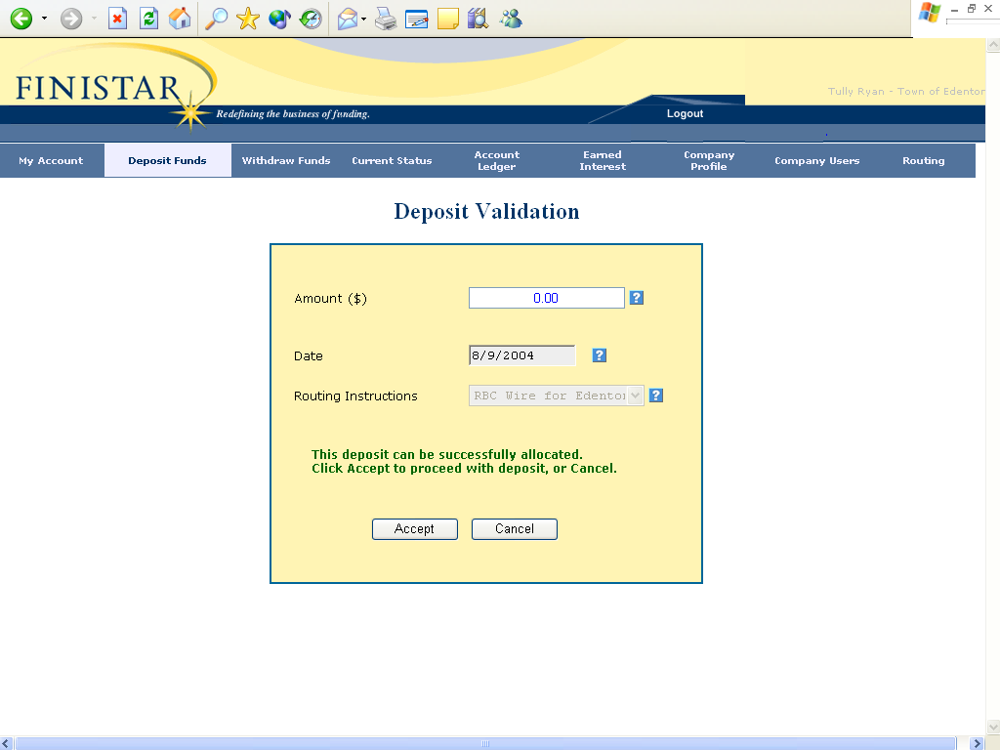 FINISTAR
Redefining the business of funding.
Tully Ryan - Town of Edenton
Logout
My Account
Deposit Funds
Withdraw Funds
Current Status
Account
Ledger
Earned
Interest
Company
Profile
Company Users
Routing
Deposit Validation
Amount ($)
0.00
?
Date
8/9/2004
?
Routing Instructions
RBC Wire for Edento
?
This deposit can be successfully allocated.
Click Accept to proceed with deposit, or Cancel.
Accept
Cancel